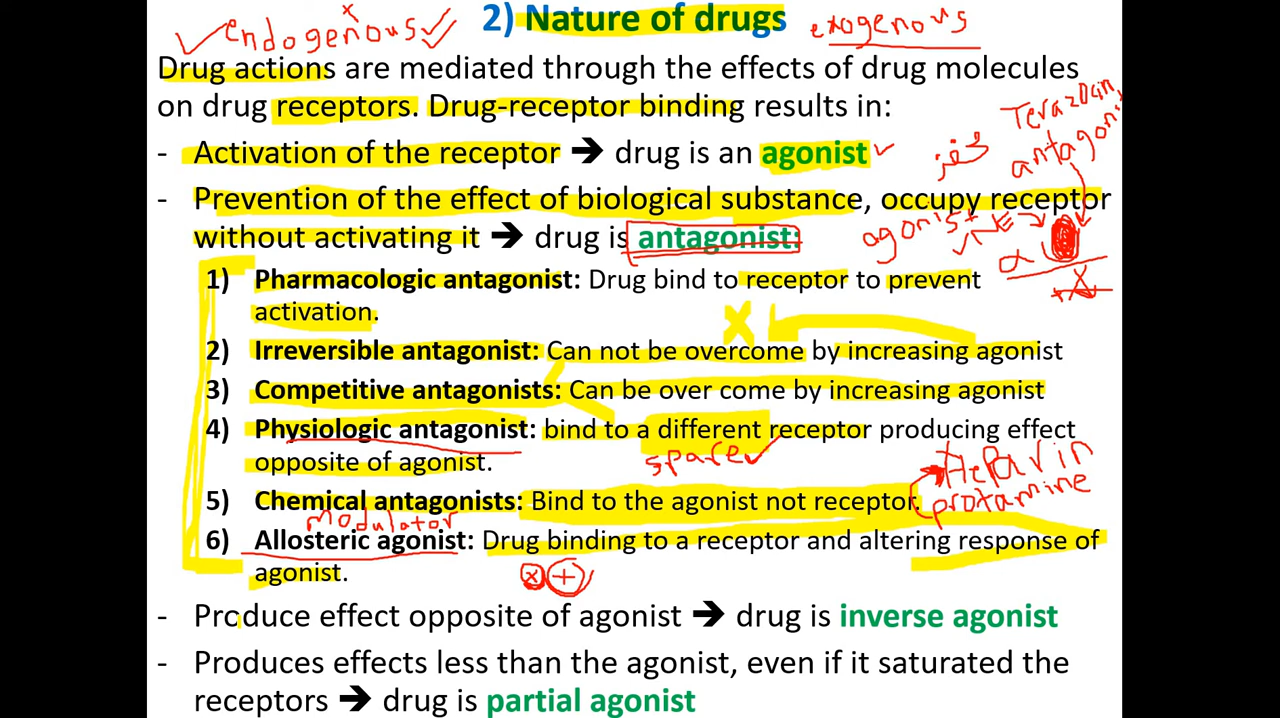 2) Nature of drugs
endogenous
exogenous
Drug actions are mediated through the effects of drug molecules
on drug receptors. Drug-receptor binding results in:
antagonist
- Activation of the receptor → drug is an agonist
- Prevention of the effect of biological substance, occupy receptor
without activating it → drug is antagonist:
agonist
NE
α
1) Pharmacologic antagonist: Drug bind to receptor to prevent
activation.
2) Irreversible antagonist: Can not be overcome by increasing agonist
3) Competitive antagonists: Can be over come by increasing agonist
4) Physiologic antagonist: bind to a different receptor producing effect
opposite of agonist.
spare
Heparin
5) Chemical antagonists: Bind to the agonist not receptor.
protamine
modulator
6) Allosteric agonist: Drug binding to a receptor and altering response of
agonist.
x +
- Produce effect opposite of agonist → drug is inverse agonist
- Produces effects less than the agonist, even if it saturated the
receptors → drug is partial agonist